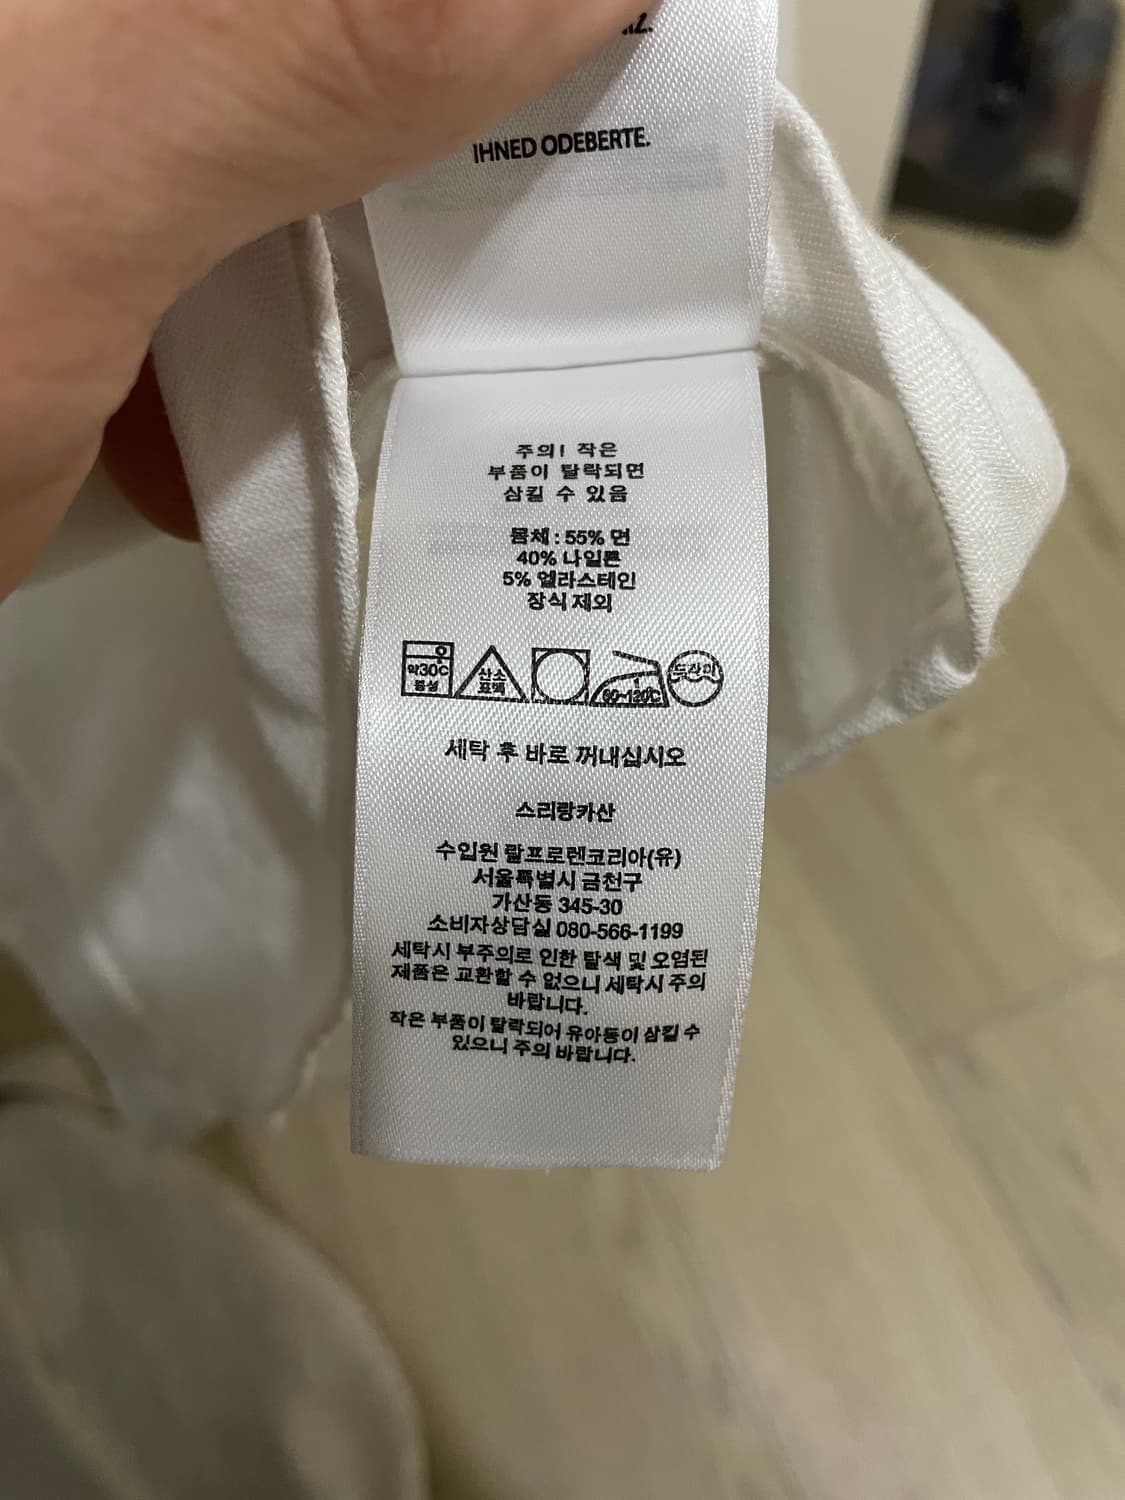 IHNED ODEBERTE.
주의! 작은
부품이 탈락되면
삼킬 수 있음
몸체 : 55% 면
40% 나일론
5% 엘라스테인
장식 제외
약30℃
중성
산소
표백
80~120℃
드라이
세탁 후 바로 꺼내십시오
스리랑카산
수입원 랄프로렌코리아(유)
서울특별시 금천구
가산동 345-30
소비자상담실 080-566-1199
세탁시 부주의로 인한 탈색 및 오염된
제품은 교환할 수 없으니 세탁시 주의
바랍니다.
작은 부품이 탈락되어 유아동이 삼킬 수
있으니 주의 바랍니다.